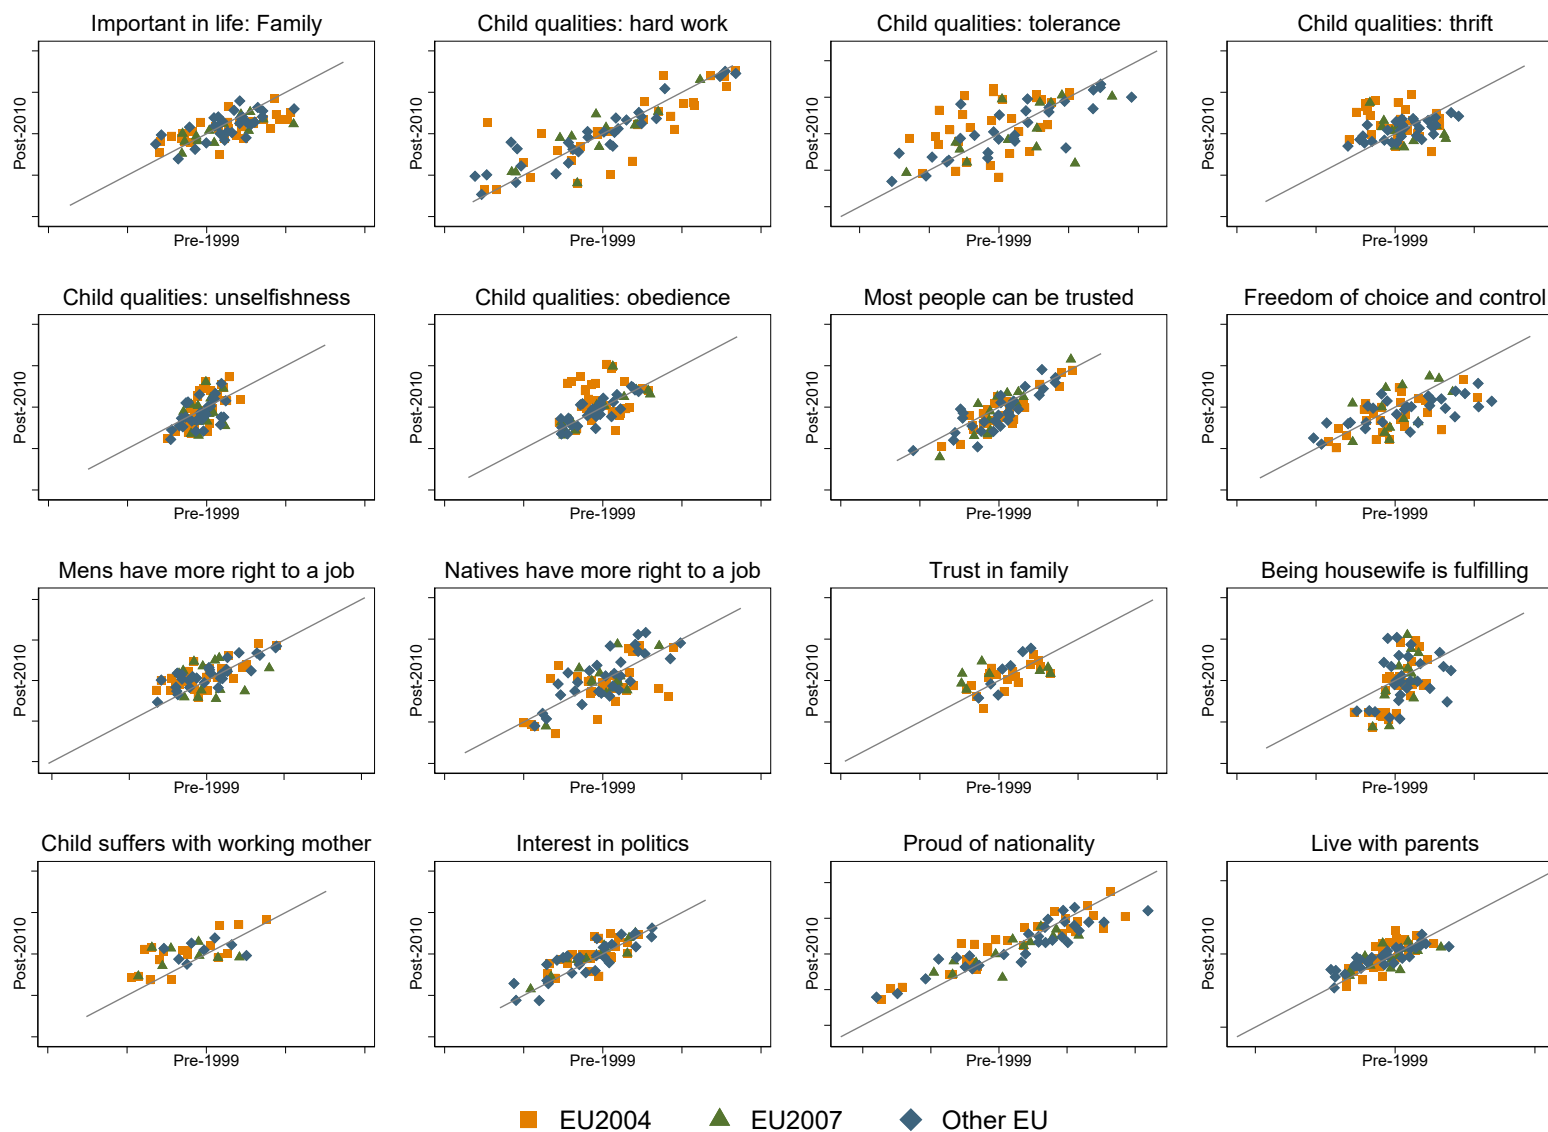 Important in life: Family
Child qualities: hard work
Child qualities: tolerance
Child qualities: thrift
Post-2010
Post-2010
Post-2010
Post-2010
Pre-1999
Pre-1999
Pre-1999
Pre-1999
Child qualities: unselfishness
Child qualities: obedience
Most people can be trusted
Freedom of choice and control
Post-2010
Post-2010
Post-2010
Post-2010
Pre-1999
Pre-1999
Pre-1999
Pre-1999
Mens have more right to a job
Natives have more right to a job
Trust in family
Being housewife is fulfilling
Post-2010
Post-2010
Post-2010
Post-2010
Pre-1999
Pre-1999
Pre-1999
Pre-1999
Child suffers with working mother
Interest in politics
Proud of nationality
Live with parents
Post-2010
Post-2010
Post-2010
Post-2010
Pre-1999
Pre-1999
Pre-1999
Pre-1999
EU2004
EU2007
Other EU